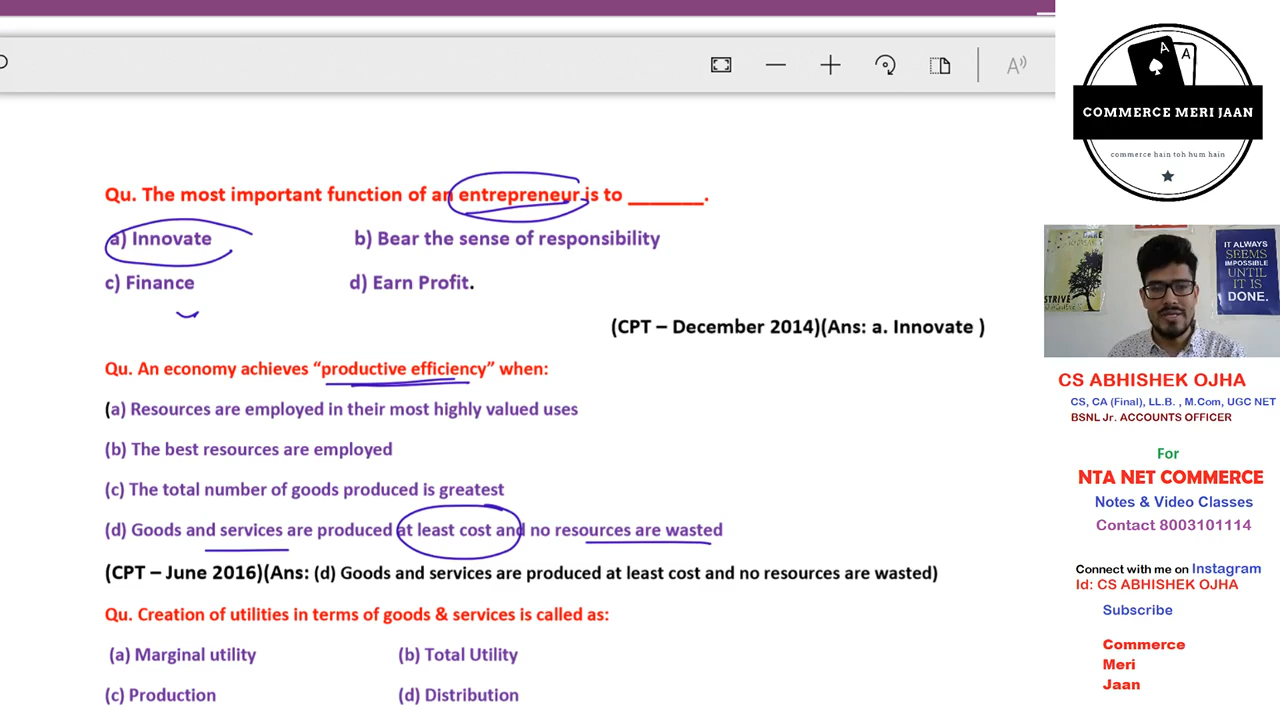 Qu. The most important function of an entrepreneur is to _______.
a) Innovate b) Bear the sense of responsibility
c) Finance d) Earn Profit.
(CPT – December 2014)(Ans: a. Innovate )
Qu. An economy achieves “productive efficiency” when:
(a) Resources are employed in their most highly valued uses
(b) The best resources are employed
(c) The total number of goods produced is greatest
(d) Goods and services are produced at least cost and no resources are wasted
(CPT – June 2016)(Ans: (d) Goods and services are produced at least cost and no resources are wasted)
Qu. Creation of utilities in terms of goods & services is called as:
(a) Marginal utility (b) Total Utility
(c) Production (d) Distribution
A A
COMMERCE MERI JAAN
commerce hain toh hum hain
STRIVE
IT ALWAYS
SEEMS
IMPOSSIBLE
UNTIL
IT IS
DONE.
CS ABHISHEK OJHA
CS, CA (Final), LL.B. , M.Com, UGC NET
BSNL Jr. ACCOUNTS OFFICER
For
NTA NET COMMERCE
Notes & Video Classes
Contact 8003101114
Connect with me on Instagram
Id: CS ABHISHEK OJHA
Subscribe
Commerce
Meri
Jaan